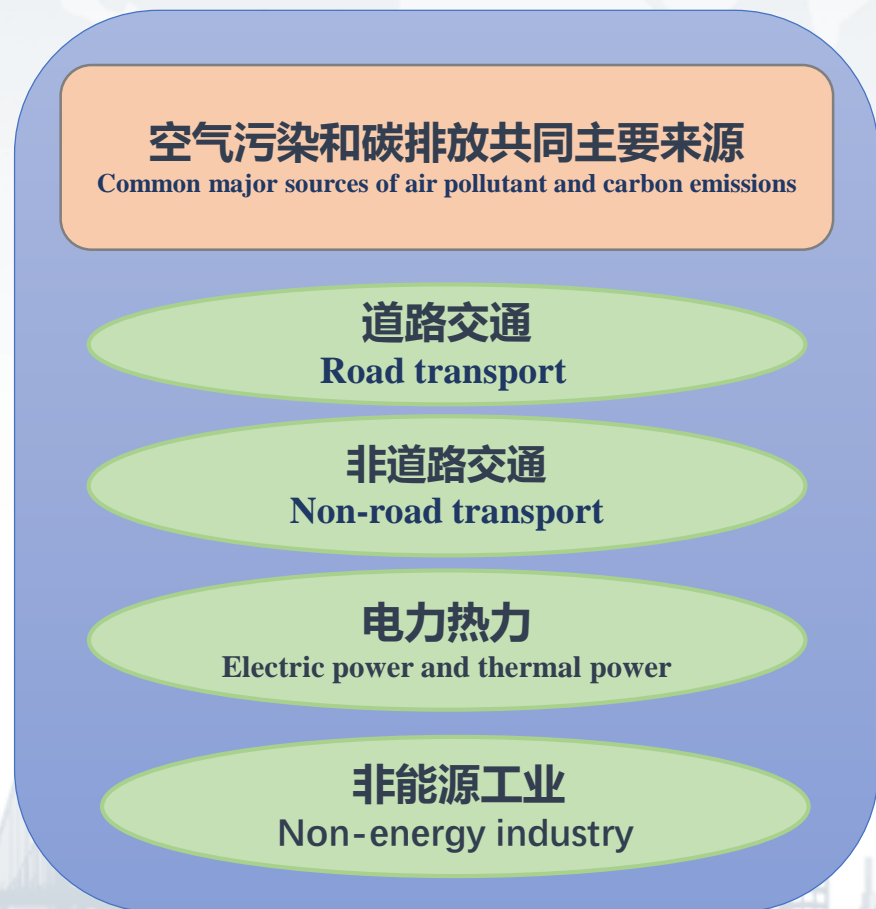 空气污染和碳排放共同主要来源
Common major sources of air pollutant and carbon emissions
道路交通
Road transport
非道路交通
Non-road transport
电力热力
Electric power and thermal power
非能源工业
Non-energy industry